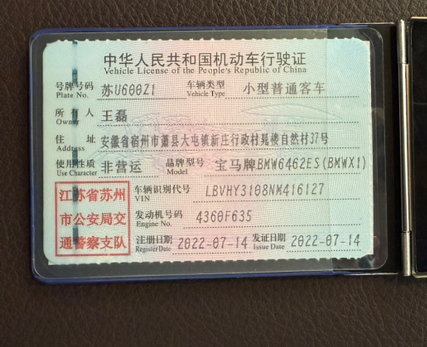 中华人民共和国机动车行驶证
Vehicle License of the People's Republic of China
号牌号码 苏U600Z1 车辆类型 小型普通客车
Plate No. Vehicle Type
所有人 王磊
Owner
住址 安徽省宿州市萧县大屯镇新庄行政村晁楼自然村37号
Address
使用性质 非营运 品牌型号 宝马牌BMW6462ES(BMWX1)
Use Character Model
江苏省苏州
市公安局交
通警察支队
车辆识别代号 LBVHY3108NM416127
VIN
发动机号码 4360F635
Engine No.
注册日期 2022-07-14 发证日期 2022-07-14
Register Date Issue Date